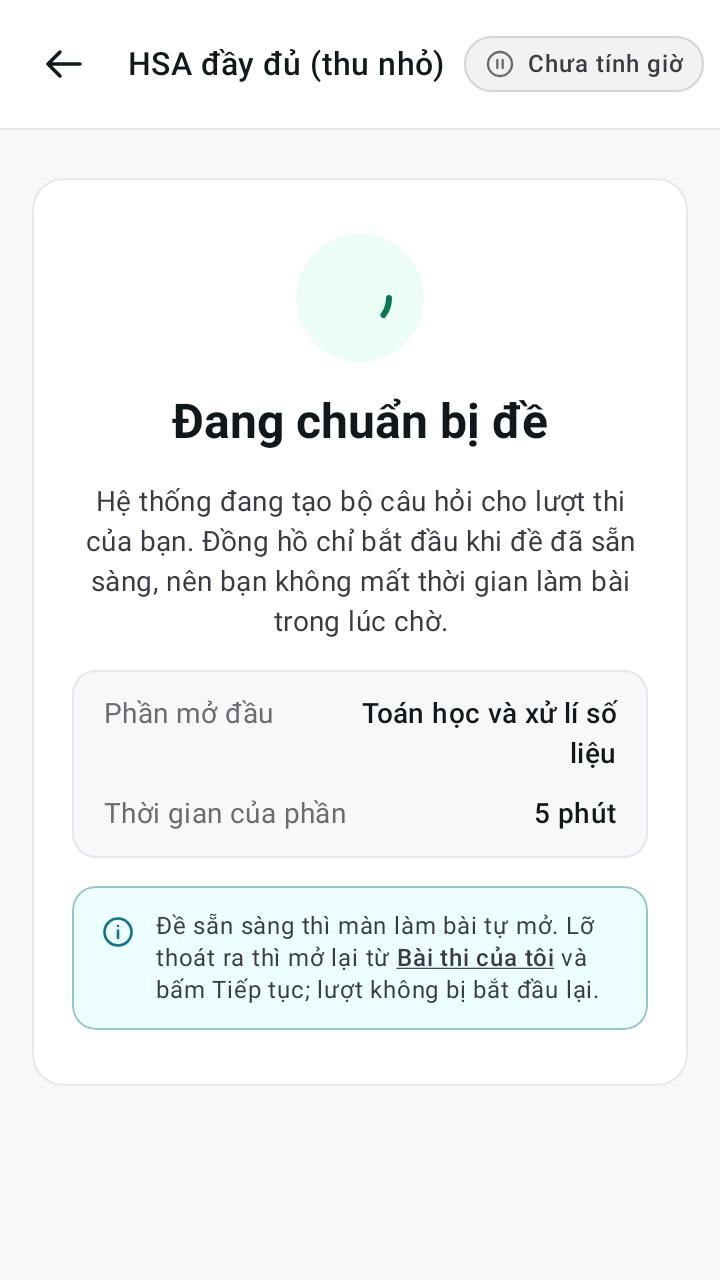 HSA đầy đủ (thu nhỏ)
Chưa tính giờ
Đang chuẩn bị đề
Hệ thống đang tạo bộ câu hỏi cho lượt thi
của bạn. Đồng hồ chỉ bắt đầu khi đề đã sẵn
sàng, nên bạn không mất thời gian làm bài
trong lúc chờ.
Phần mở đầu
Toán học và xử lí số
liệu
Thời gian của phần
5 phút
Đề sẵn sàng thì màn làm bài tự mở. Lỡ
thoát ra thì mở lại từ Bài thi của tôi và
bấm Tiếp tục; lượt không bị bắt đầu lại.